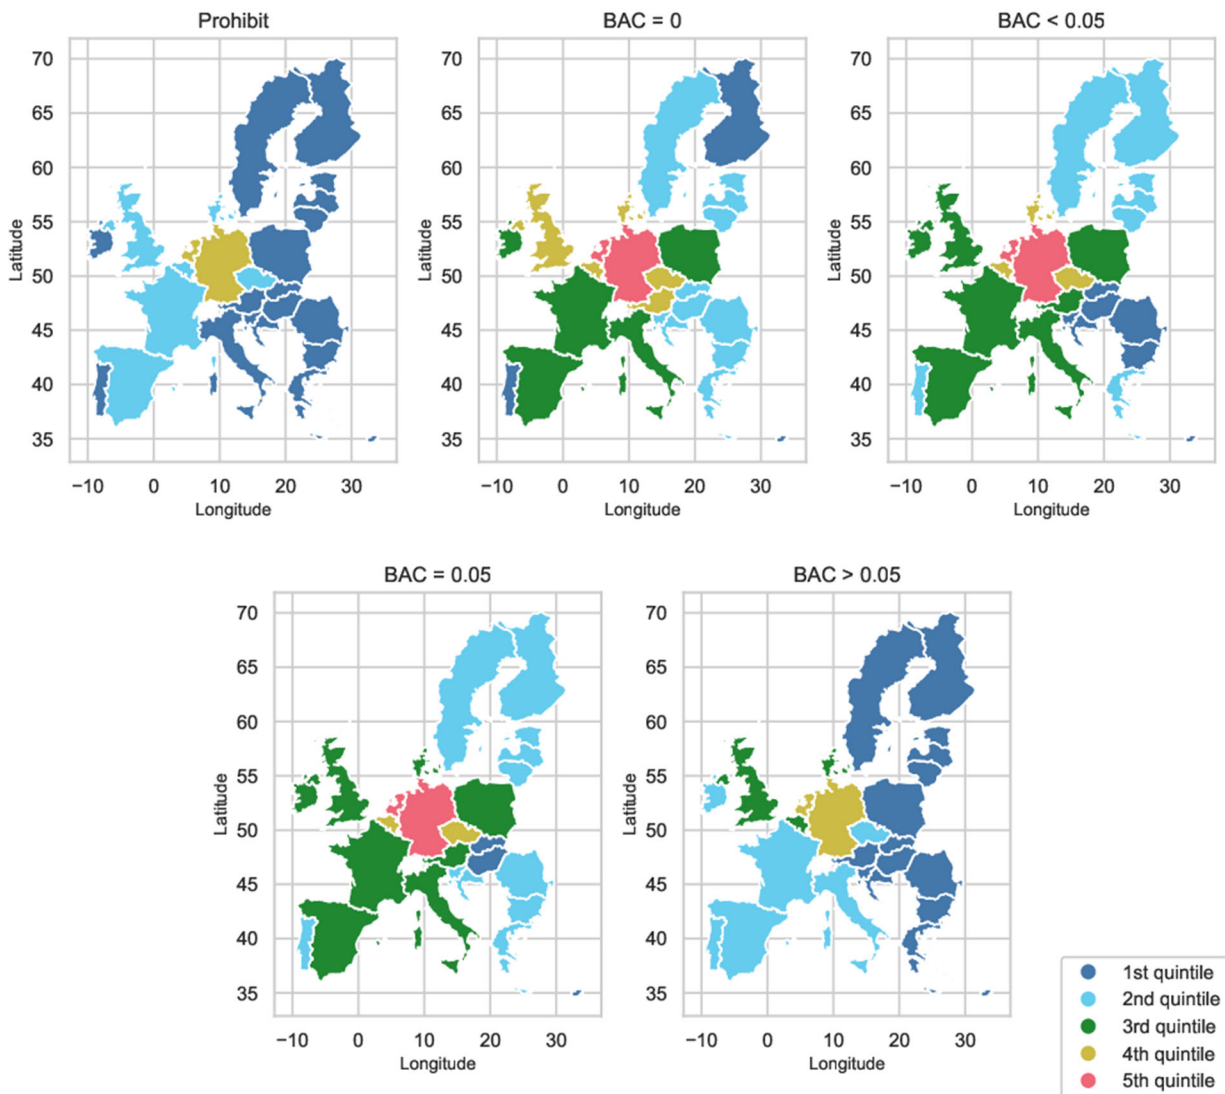 Prohibit
BAC = 0
BAC < 0.05
70 70 70
65 65 65
60 60 60
55 55 55
50 50 50
45 45 45
40 40 40
35 35 35
Latitude Latitude Latitude
−10 0 10 20 30 −10 0 10 20 30 −10 0 10 20 30
Longitude Longitude Longitude
BAC = 0.05
BAC > 0.05
70 70
65 65
60 60
55 55
50 50
45 45
40 40
35 35
Latitude Latitude
−10 0 10 20 30 −10 0 10 20 30
Longitude Longitude
1st quintile
2nd quintile
3rd quintile
4th quintile
5th quintile